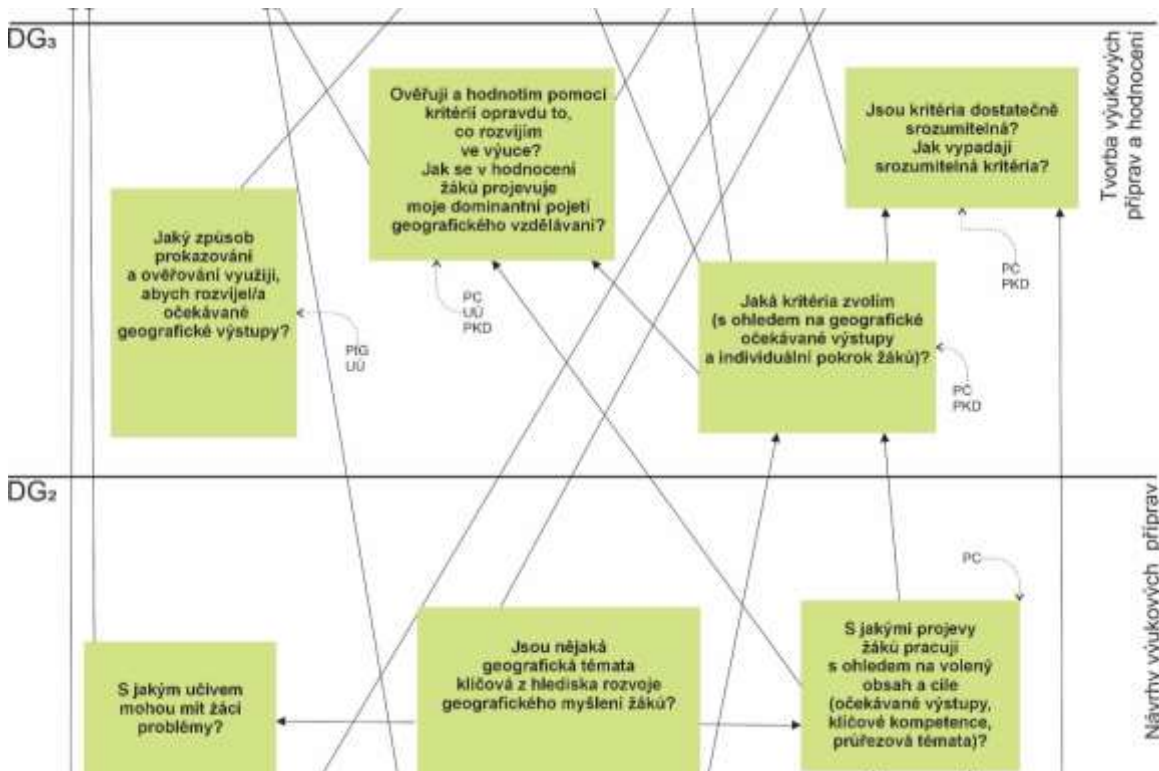 DG₃
Tvorba výukových
příprav a hodnocení
Ověřuji a hodnotím pomocí
kritérií opravdu to,
co rozvíjím
ve výuce?
Jak se v hodnocení
žáků projevuje
moje dominantní pojetí
geografického vzdělávání?
Jsou kritéria dostatečně
srozumitelná?
Jak vypadají
srozumitelná kritéria?
Jaký způsob
prokazování
a ověřování využiji,
abych rozvíjel/a
očekávané
geografické výstupy?
PC
UÚ
PKD
PC
PKD
Jaká kritéria zvolím
(s ohledem na geografické
očekávané výstupy
a individuální pokrok žáků)?
UÚ
PC
PKD
DG₂
Návrhy výukových příprav
PC
S jakým učivem
mohou mít žáci
problémy?
Jsou nějaká
geografická témata
klíčová z hlediska rozvoje
geografického myšlení žáků?
S jakými projevy
žáků pracuji
s ohledem na volený
obsah a cíle
(očekávané výstupy,
klíčové kompetence,
průřezová témata)?